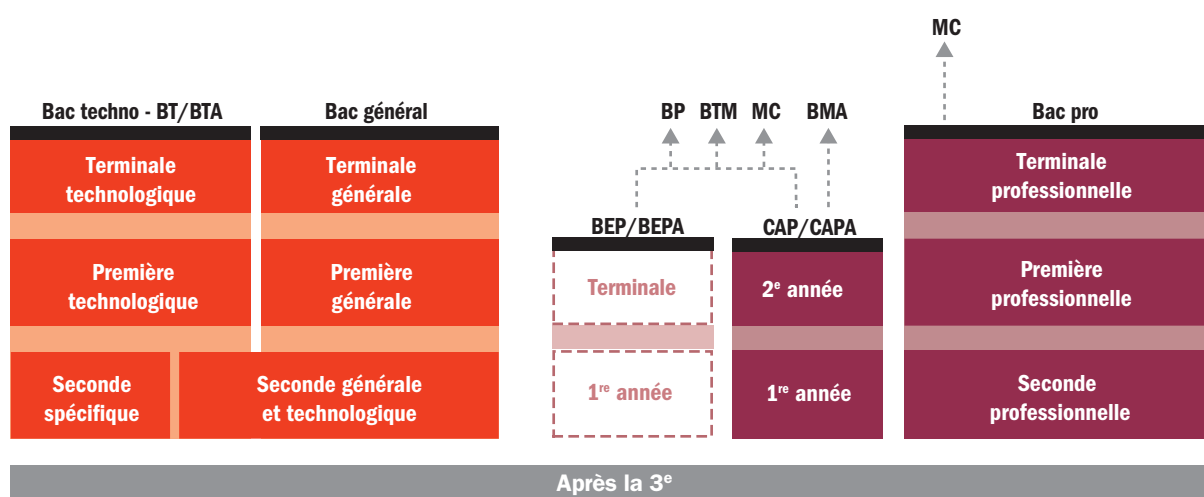 MC
Bac techno - BT/BTA
Bac général
BP
BTM
MC
BMA
Bac pro
Terminale
technologique
Terminale
générale
Terminale
professionnelle
BEP/BEPA
CAP/CAPA
Première
technologique
Première
générale
Terminale
2e année
Première
professionnelle
Seconde
spécifique
Seconde générale
et technologique
1re année
1re année
Seconde
professionnelle
Après la 3e